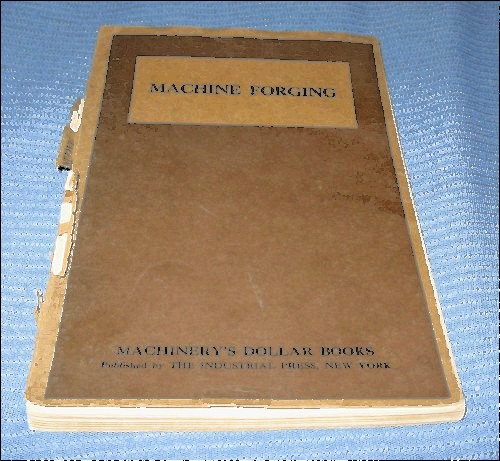 MACHINE FORGING
MACHINERY'S DOLLAR BOOKS
Published by THE INDUSTRIAL PRESS, NEW YORK